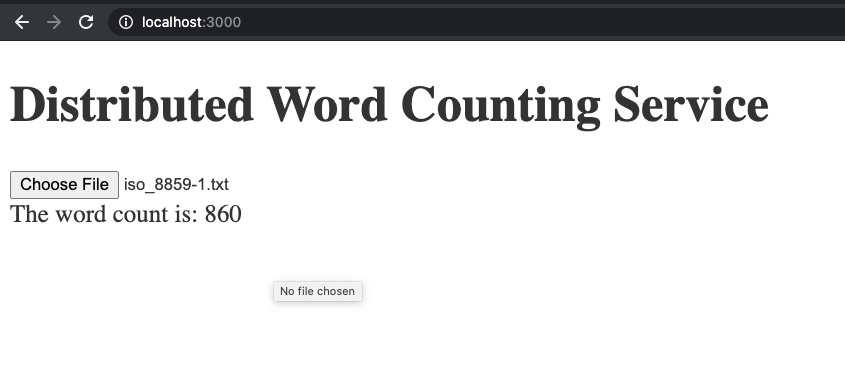 localhost:3000
Distributed Word Counting Service
Choose File iso_8859-1.txt
The word count is: 860
No file chosen